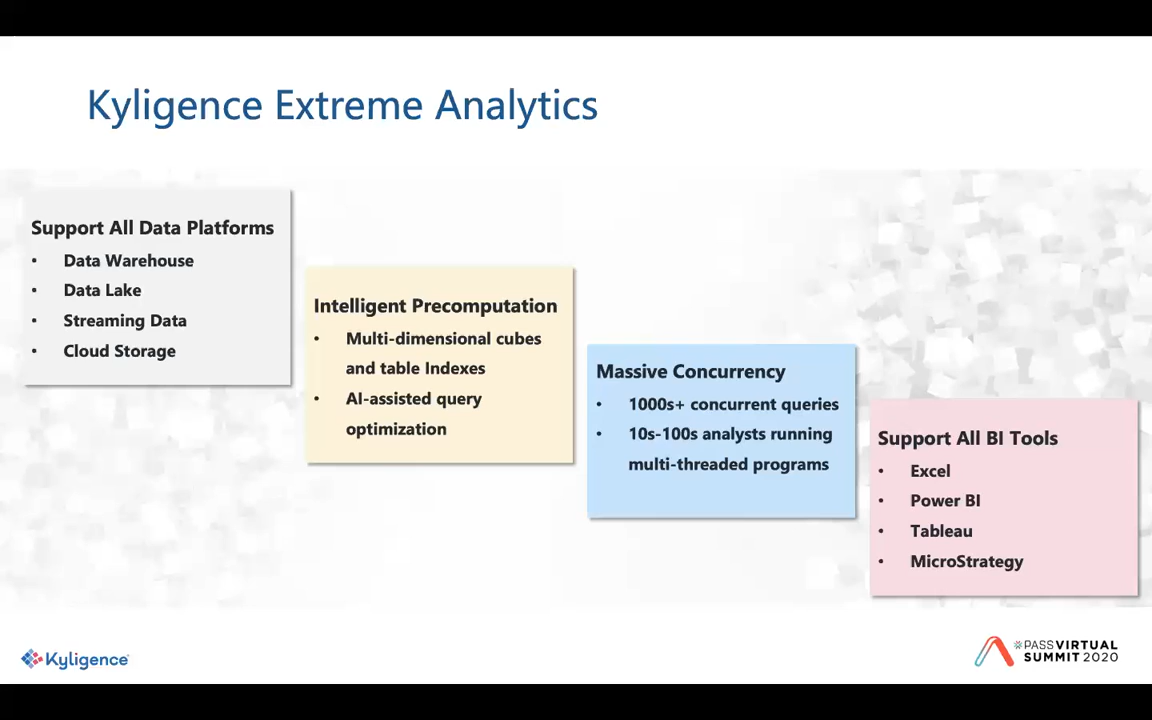 Kyligence Extreme Analytics
Support All Data Platforms
• Data Warehouse
• Data Lake
• Streaming Data
• Cloud Storage
Intelligent Precomputation
• Multi-dimensional cubes
and table Indexes
• AI-assisted query
optimization
Massive Concurrency
• 1000s+ concurrent queries
• 10s-100s analysts running
multi-threaded programs
Support All BI Tools
• Excel
• Power BI
• Tableau
• MicroStrategy
Kyligence
PASS VIRTUAL
SUMMIT 2020